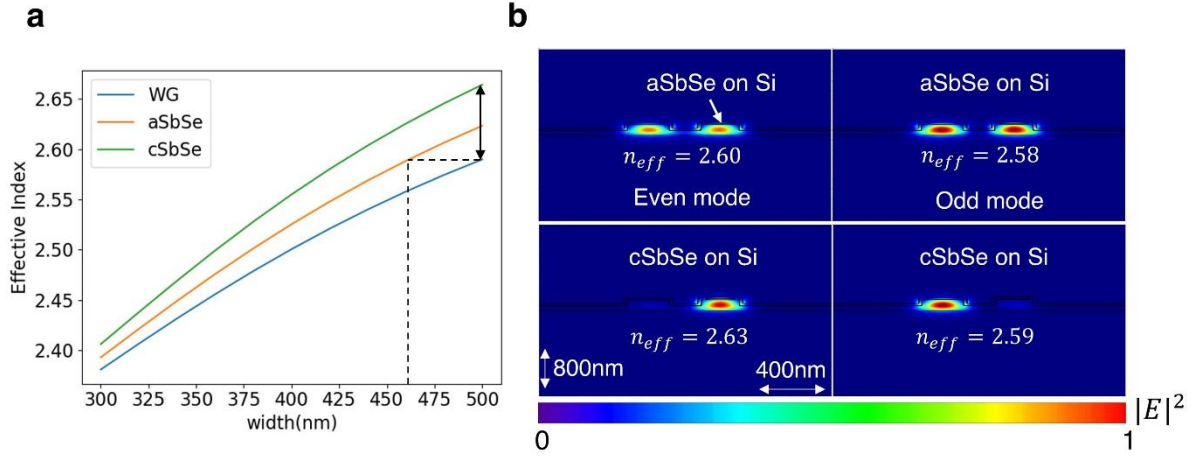 a
Effective Index
2.65
2.60
2.55
2.50
2.45
2.40
WG
aSbSe
cSbSe
300 325 350 375 400 425 450 475 500
width(nm)
b
aSbSe on Si
n_eff = 2.60
Even mode
aSbSe on Si
n_eff = 2.58
Odd mode
cSbSe on Si
n_eff = 2.63
800nm
400nm
cSbSe on Si
n_eff = 2.59
0
1
|E|²